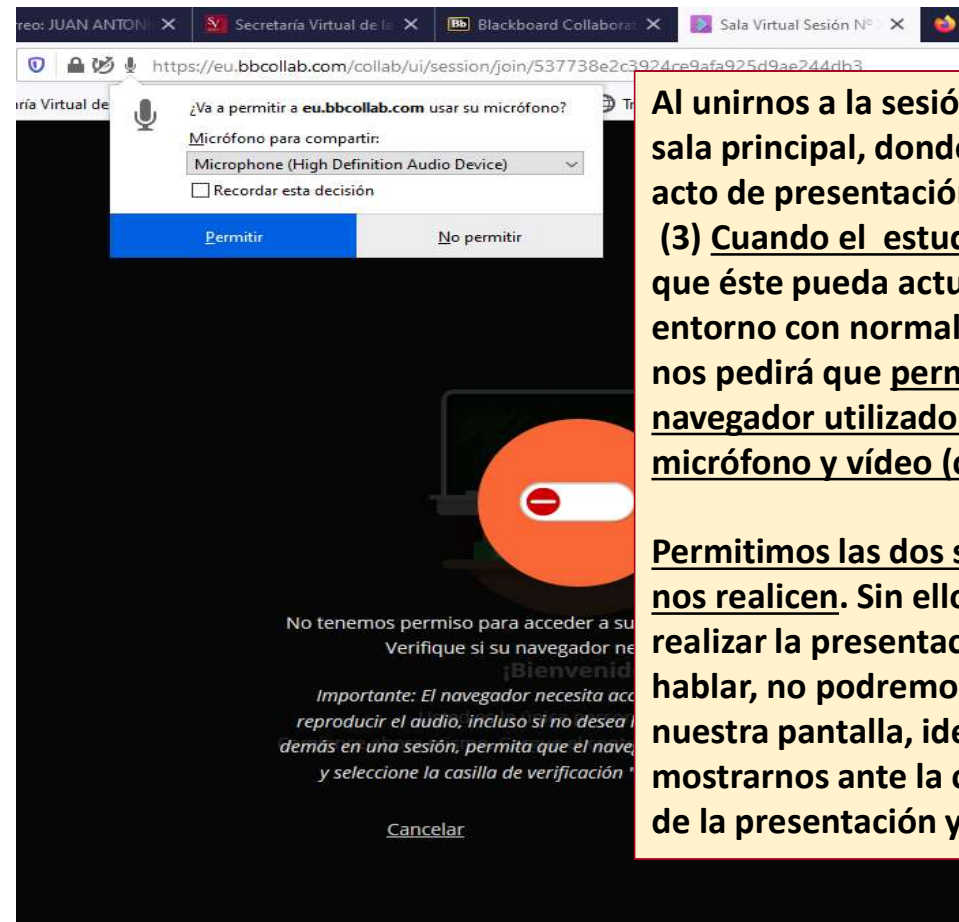 reo: JUAN ANTON
Secretaría Virtual de la
Bb Blackboard Collabora
Sala Virtual Sesión Nº
https://eu.bbcollab.com/collab/ui/session/join/537738e2c3924ce9afa925d9ae244db3
ría Virtual de
¿Va a permitir a eu.bbcollab.com usar su micrófono?
Micrófono para compartir:
Microphone (High Definition Audio Device)
Recordar esta decisión
Permitir
No permitir
No tenemos permiso para acceder a su
Verifique si su navegador ne
¡Bienvenid
Importante: El navegador necesita acc
reproducir el audio, incluso si no desea
demás en una sesión, permita que el nave
y seleccione la casilla de verificación "
Cancelar
Al unirnos a la sesió
sala principal, donde
acto de presentación
(3) Cuando el estud
que éste pueda actu
entorno con normal
nos pedirá que perm
navegador utilizado
micrófono y vídeo (c
Permitimos las dos s
nos realicen. Sin ello
realizar la presentac
hablar, no podremo
nuestra pantalla, ide
mostrarnos ante la c
de la presentación y